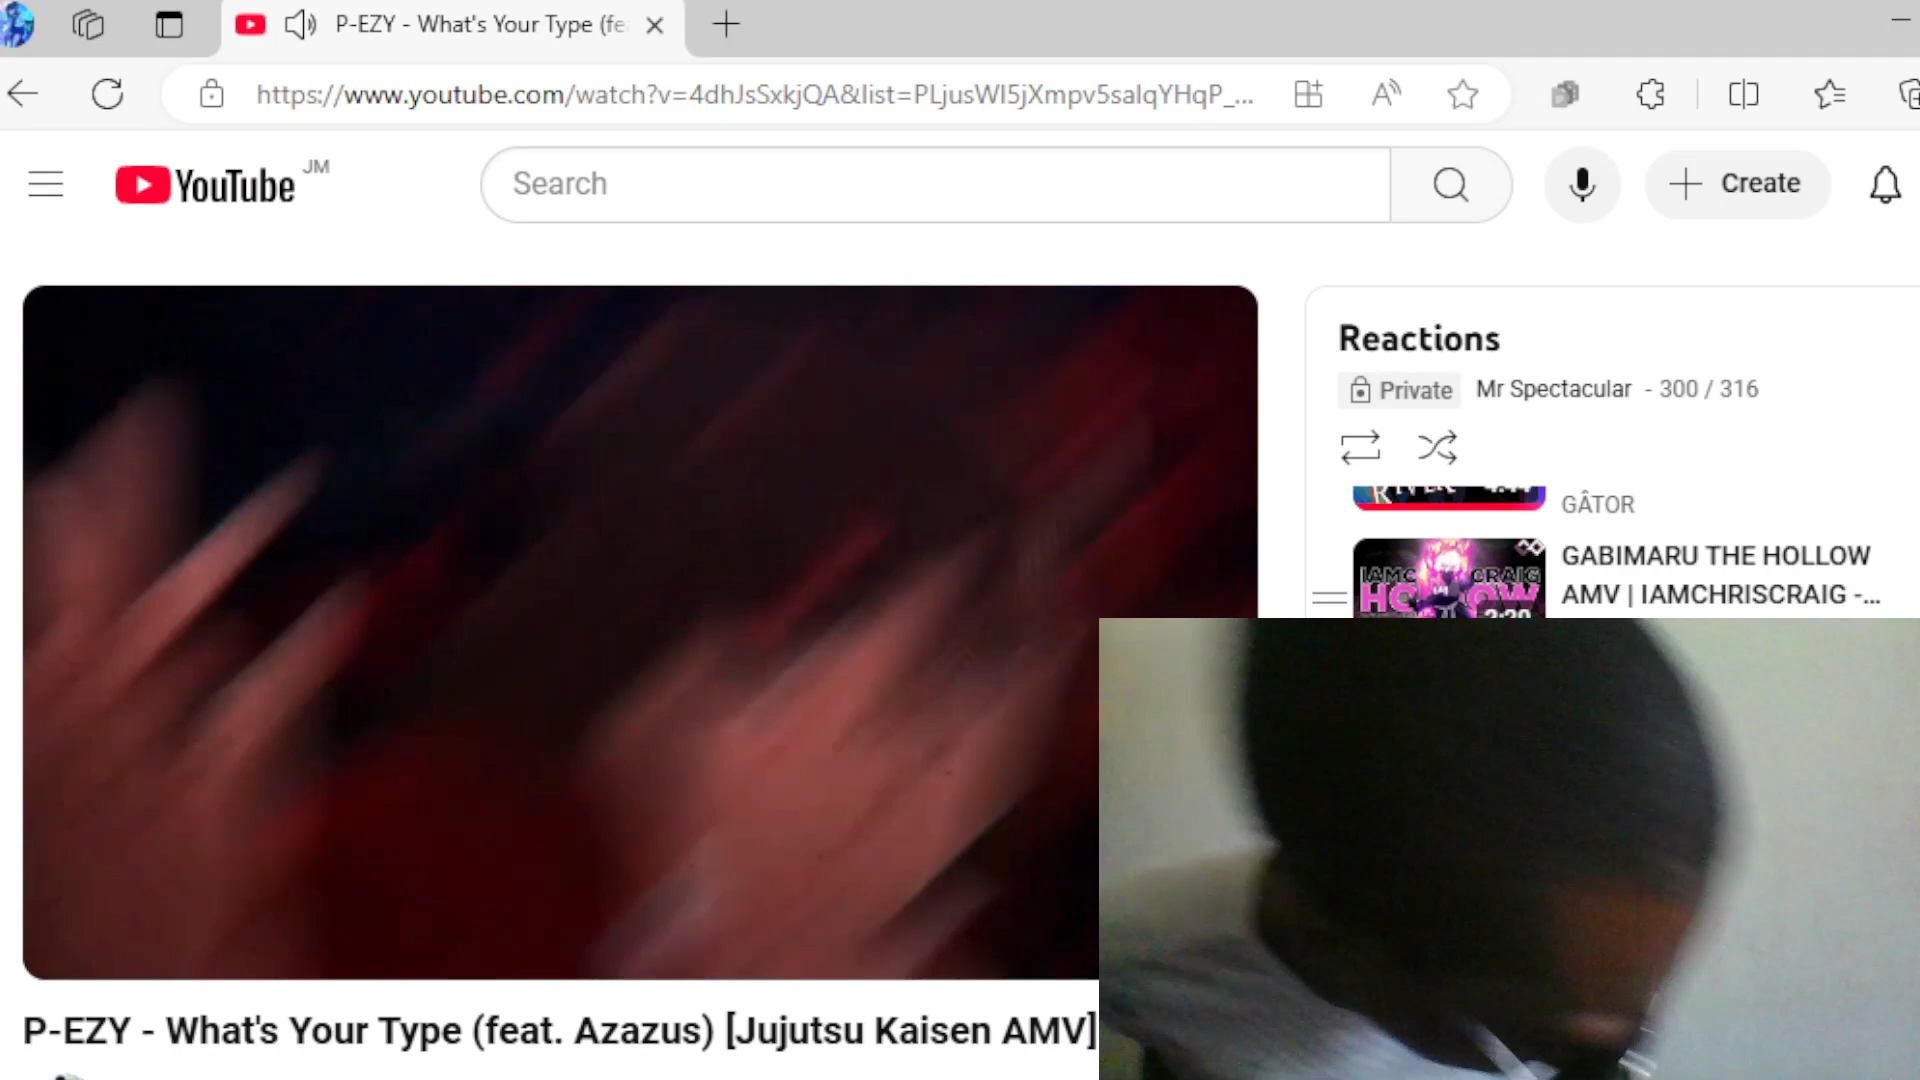 P-EZY - What's Your Type (fe
https://www.youtube.com/watch?v=4dhJsSxkjQA&list=PLjusWI5jXmpv5salqYHqP_...
YouTube JM
Search
Create
Reactions
Private Mr Spectacular - 300 / 316
GÂTOR
GABIMARU THE HOLLOW
AMV | IAMCHRISCRAIG -...
IAMC CRAIG
P-EZY - What's Your Type (feat. Azazus) [Jujutsu Kaisen AMV]